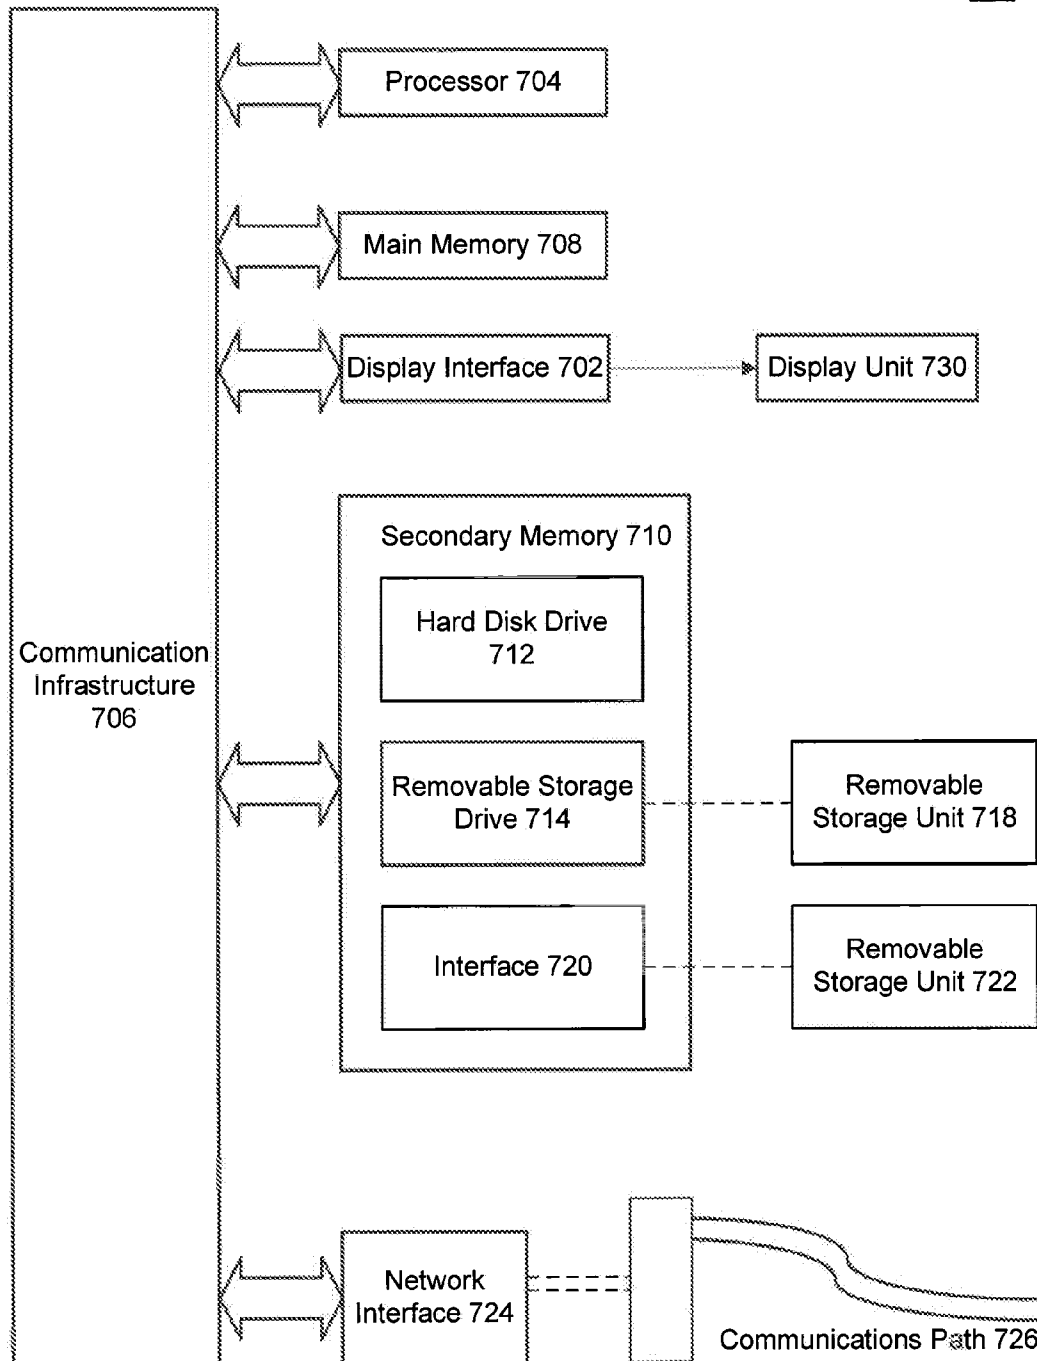 Processor 704
Main Memory 708
Display Interface 702
Display Unit 730
Secondary Memory 710
Hard Disk Drive
712
Communication
Infrastructure
706
Removable Storage
Drive 714
Removable
Storage Unit 718
Interface 720
Removable
Storage Unit 722
Network
Interface 724
Communications Path 726